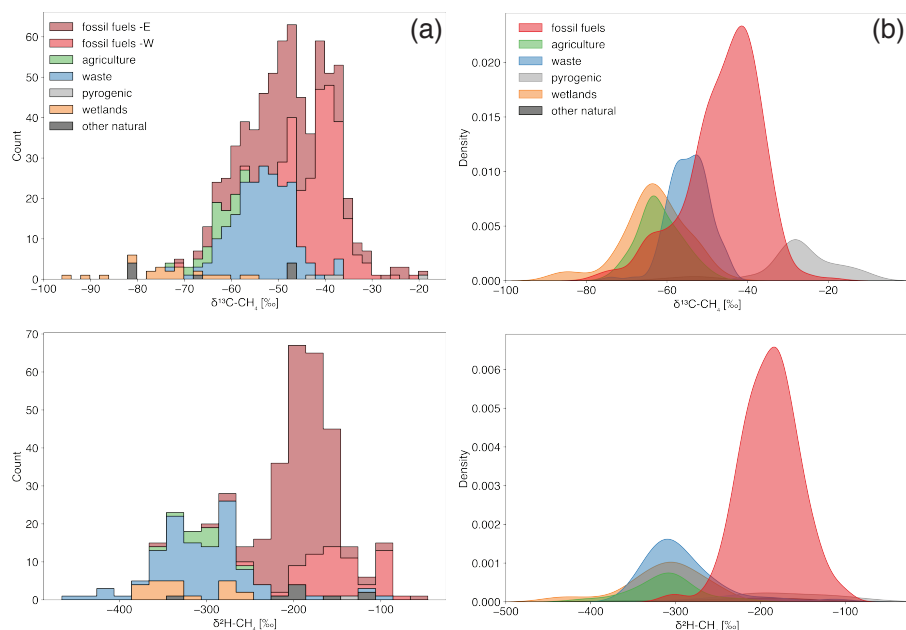 (a)
fossil fuels -E
fossil fuels -W
agriculture
waste
pyrogenic
wetlands
other natural
Count
60
50
40
30
20
10
0
−100 −90 −80 −70 −60 −50 −40 −30 −20
δ¹³C-CH₄ [‰]
(b)
fossil fuels
agriculture
waste
pyrogenic
wetlands
other natural
Density
0.020
0.015
0.010
0.005
0.000
−100 −80 −60 −40 −20
δ¹³C-CH₄ [‰]
Count
70
60
50
40
30
20
10
0
−400 −300 −200 −100
δ²H-CH₄ [‰]
Density
0.006
0.005
0.004
0.003
0.002
0.001
0.000
−500 −400 −300 −200 −100
δ²H-CH₄ [‰]